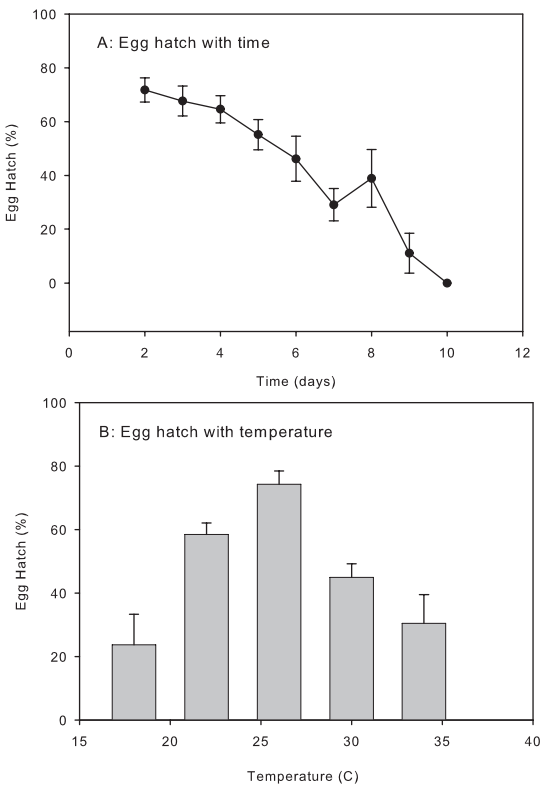 100
A: Egg hatch with time
80
60
40
20
0
Egg Hatch (%)
0 2 4 6 8 10 12
Time (days)
100
B: Egg hatch with temperature
80
60
40
20
0
Egg Hatch (%)
15 20 25 30 35 40
Temperature (C)